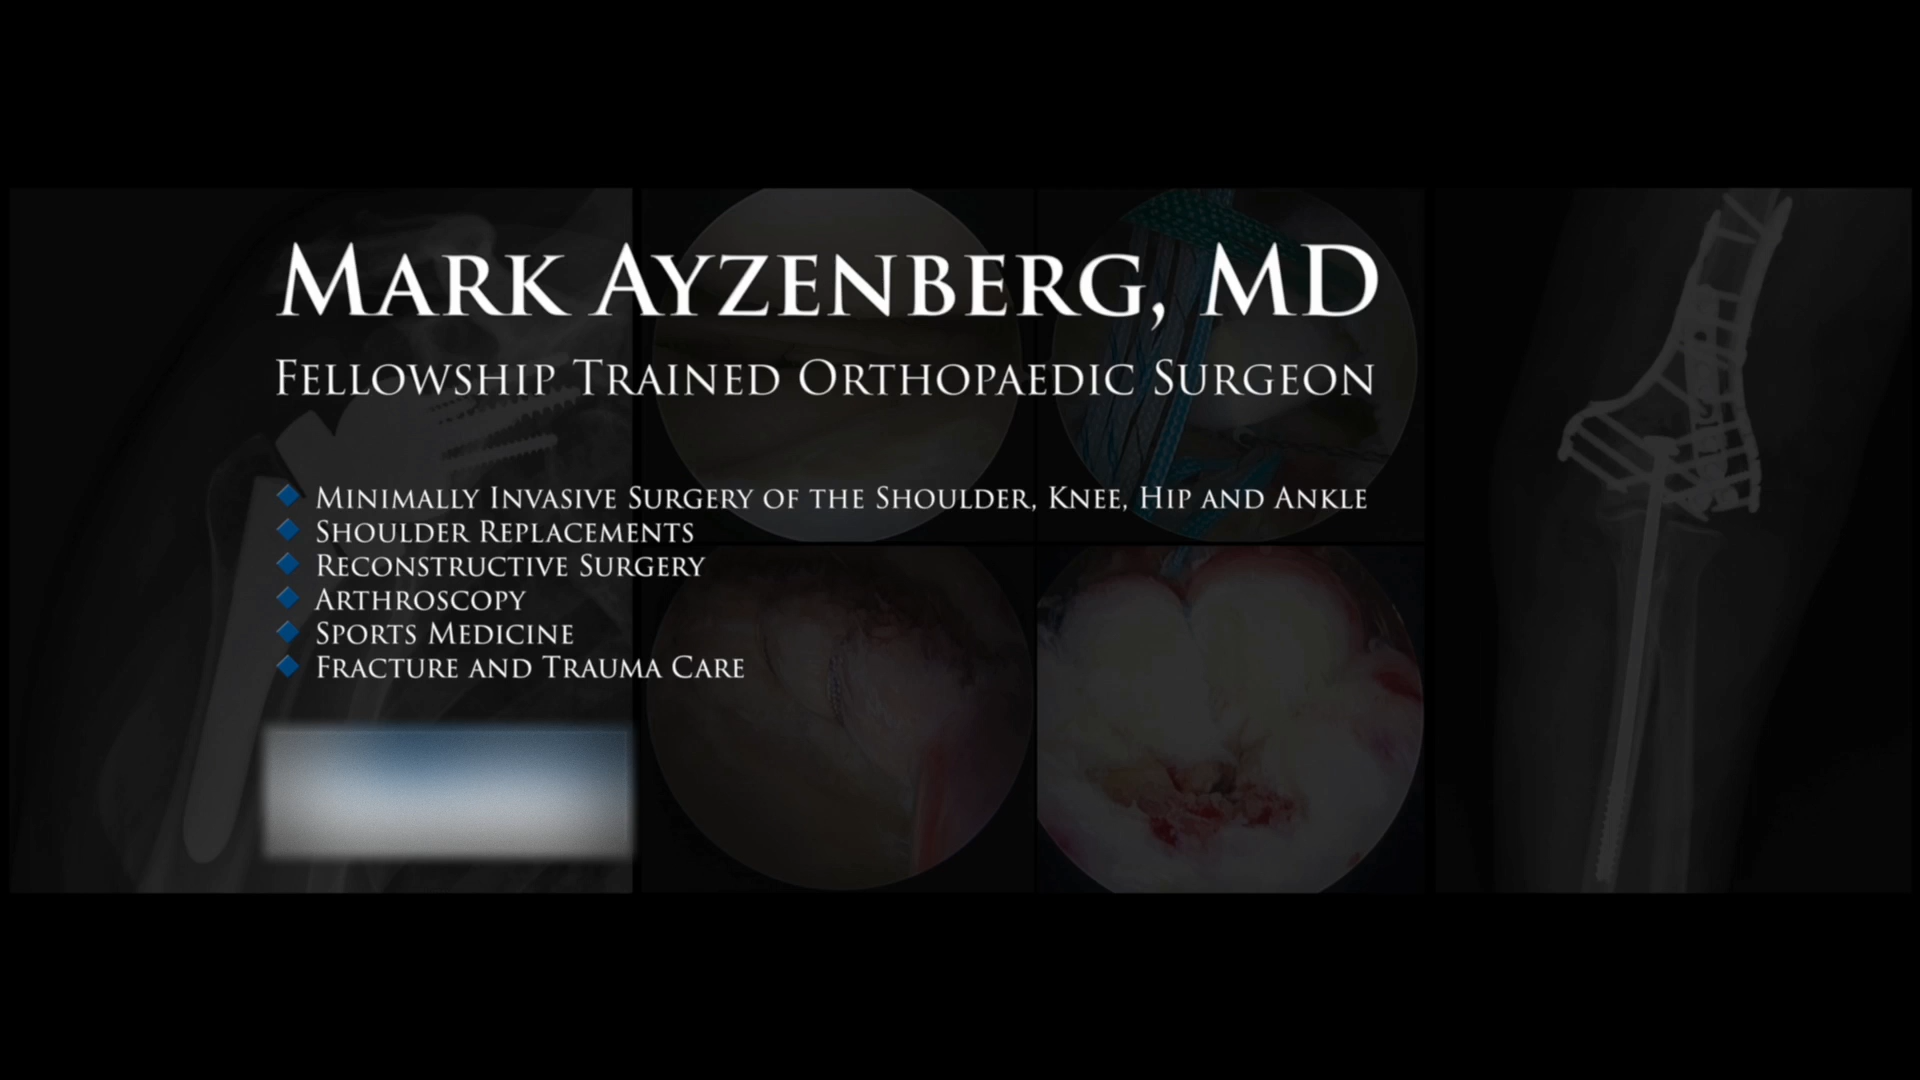 MARK AYZENBERG, MD
FELLOWSHIP TRAINED ORTHOPAEDIC SURGEON
MINIMALLY INVASIVE SURGERY OF THE SHOULDER, KNEE, HIP AND ANKLE
SHOULDER REPLACEMENTS
RECONSTRUCTIVE SURGERY
ARTHROSCOPY
SPORTS MEDICINE
FRACTURE AND TRAUMA CARE